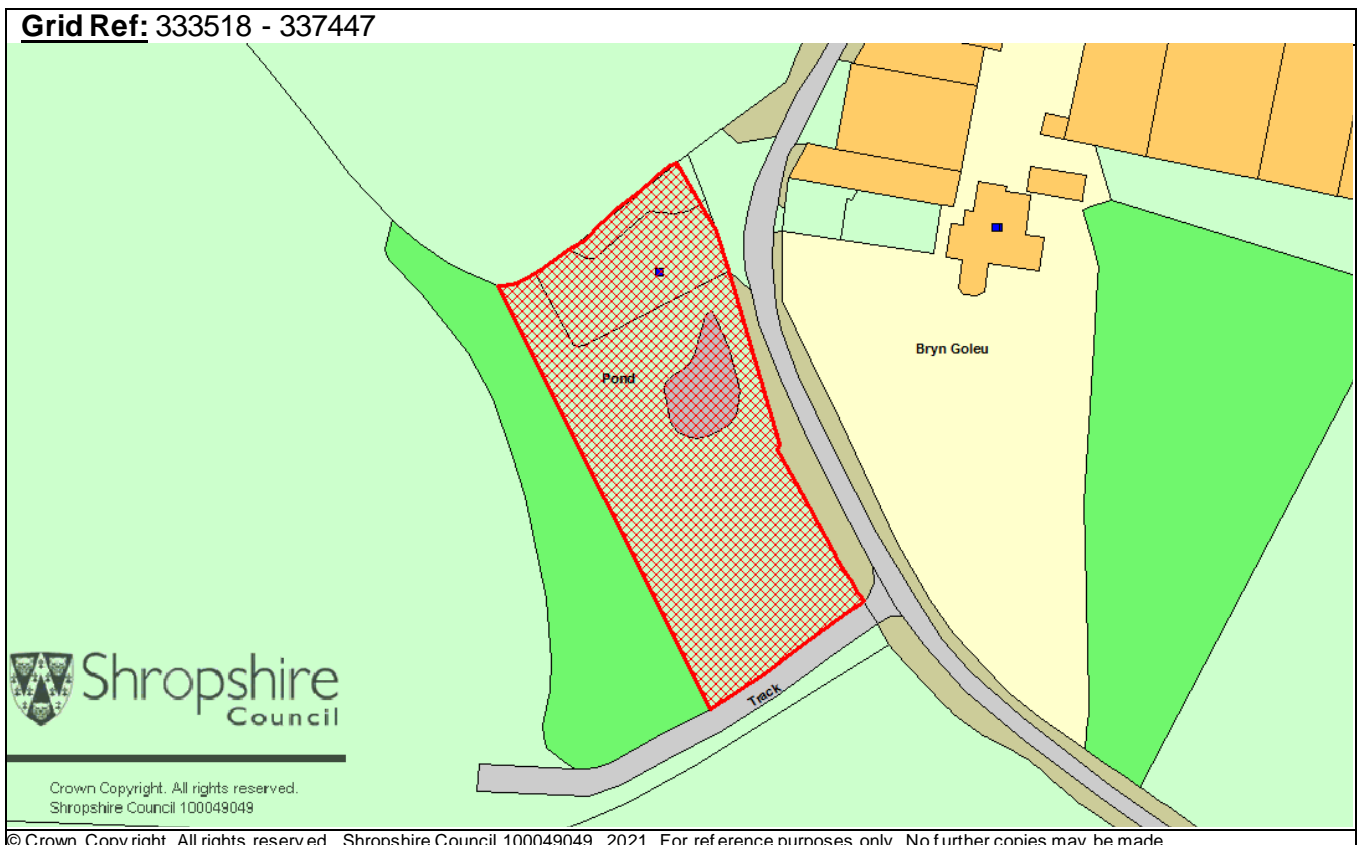 Grid Ref: 333518 - 337447
Bryn Goleu
Pond
Track
Shropshire
Council
Crown Copyright. All rights reserved.
Shropshire Council 100049049
© Crown Copyright. All rights reserved. Shropshire Council 100049049. 2021 For reference purposes only. No further copies may be made.